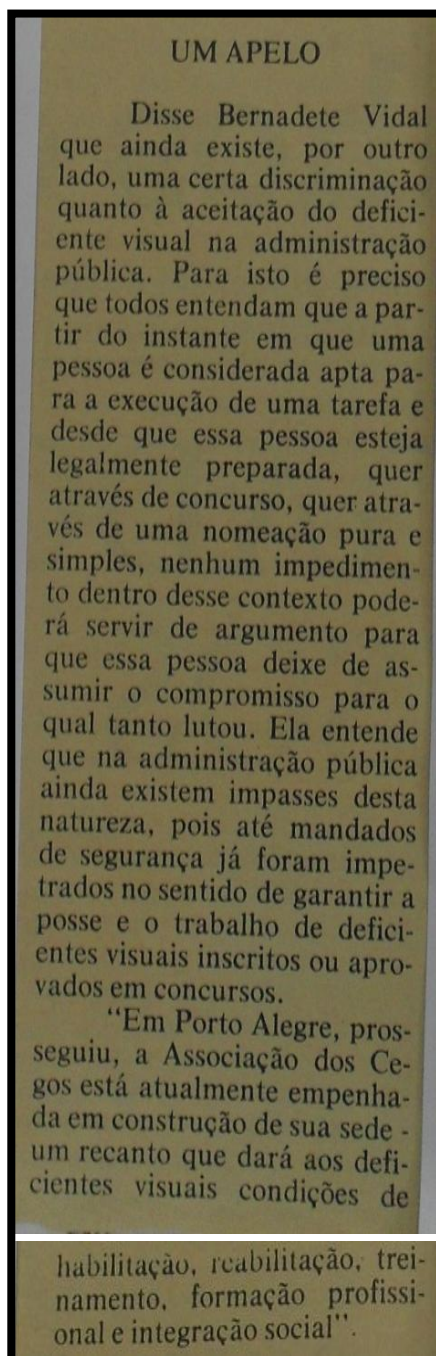 UM APELO
Disse Bernadete Vidal
que ainda existe, por outro
lado, uma certa discriminação
quanto à aceitação do defici-
ente visual na administração
pública. Para isto é preciso
que todos entendam que a par-
tir do instante em que uma
pessoa é considerada apta pa-
ra a execução de uma tarefa e
desde que essa pessoa esteja
legalmente preparada, quer
através de concurso, quer atra-
vés de uma nomeação pura e
simples, nenhum impedimen-
to dentro desse contexto pode-
rá servir de argumento para
que essa pessoa deixe de as-
sumir o compromisso para o
qual tanto lutou. Ela entende
que na administração pública
ainda existem impasses desta
natureza, pois até mandados
de segurança já foram impe-
trados no sentido de garantir a
posse e o trabalho de defici-
entes visuais inscritos ou apro-
vados em concursos.
"Em Porto Alegre, pros-
seguiu, a Associação dos Ce-
gos está atualmente empenha-
da em construção de sua sede -
um recanto que dará aos defi-
cientes visuais condições de
habilitação, reabilitação, trei-
namento, formação profissi-
onal e integração social".